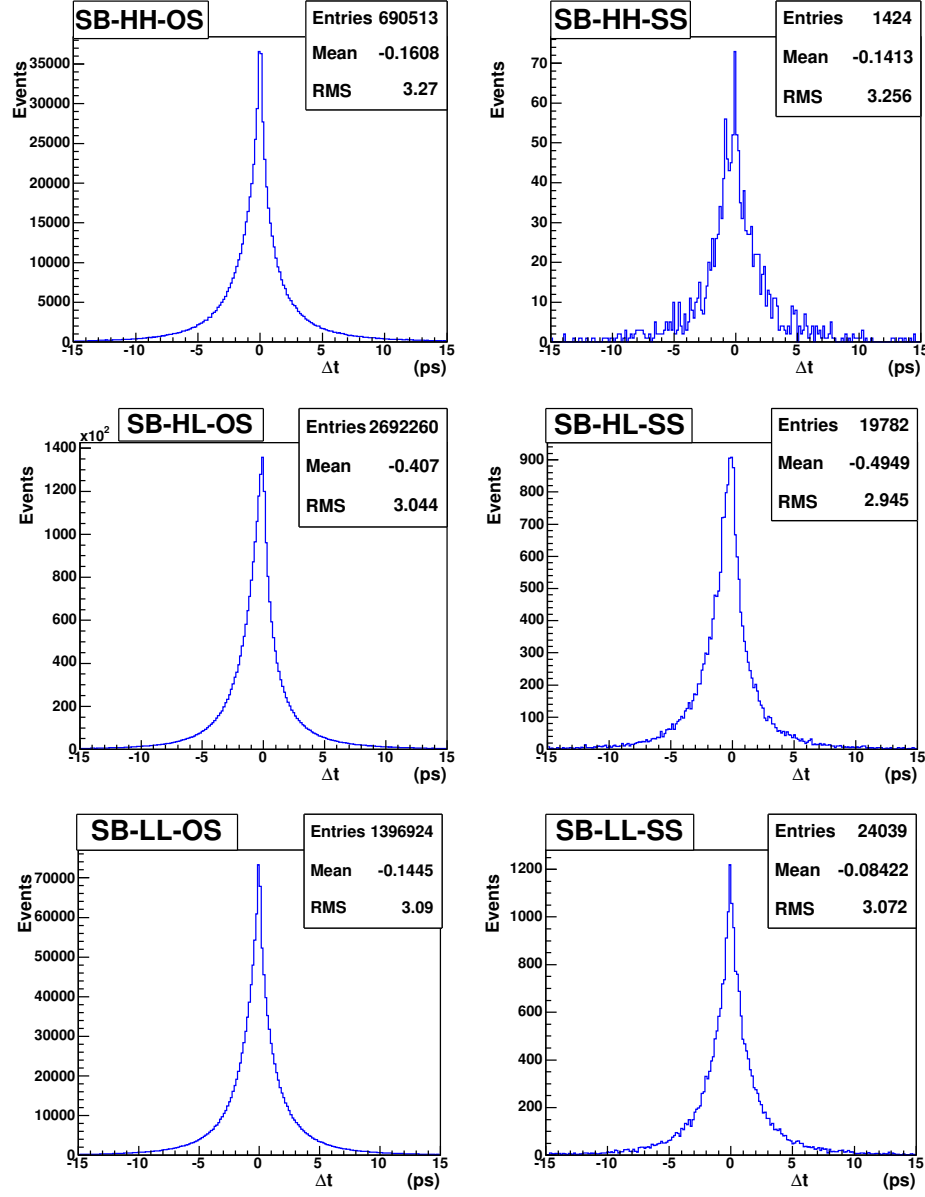 SB-HH-OS
Entries 690513
Mean -0.1608
RMS 3.27
Events
35000
30000
25000
20000
15000
10000
5000
0
-15 -10 -5 0 5 10 15
Δt (ps)
SB-HH-SS
Entries 1424
Mean -0.1413
RMS 3.256
Events
70
60
50
40
30
20
10
0
-15 -10 -5 0 5 10 15
Δt (ps)
SB-HL-OS
Entries 2692260
Mean -0.407
RMS 3.044
×10²
Events
1400
1200
1000
800
600
400
200
0
-15 -10 -5 0 5 10 15
Δt (ps)
SB-HL-SS
Entries 19782
Mean -0.4949
RMS 2.945
Events
900
800
700
600
500
400
300
200
100
0
-15 -10 -5 0 5 10 15
Δt (ps)
SB-LL-OS
Entries 1396924
Mean -0.1445
RMS 3.09
Events
70000
60000
50000
40000
30000
20000
10000
0
-15 -10 -5 0 5 10 15
Δt (ps)
SB-LL-SS
Entries 24039
Mean -0.08422
RMS 3.072
Events
1200
1000
800
600
400
200
0
-15 -10 -5 0 5 10 15
Δt (ps)